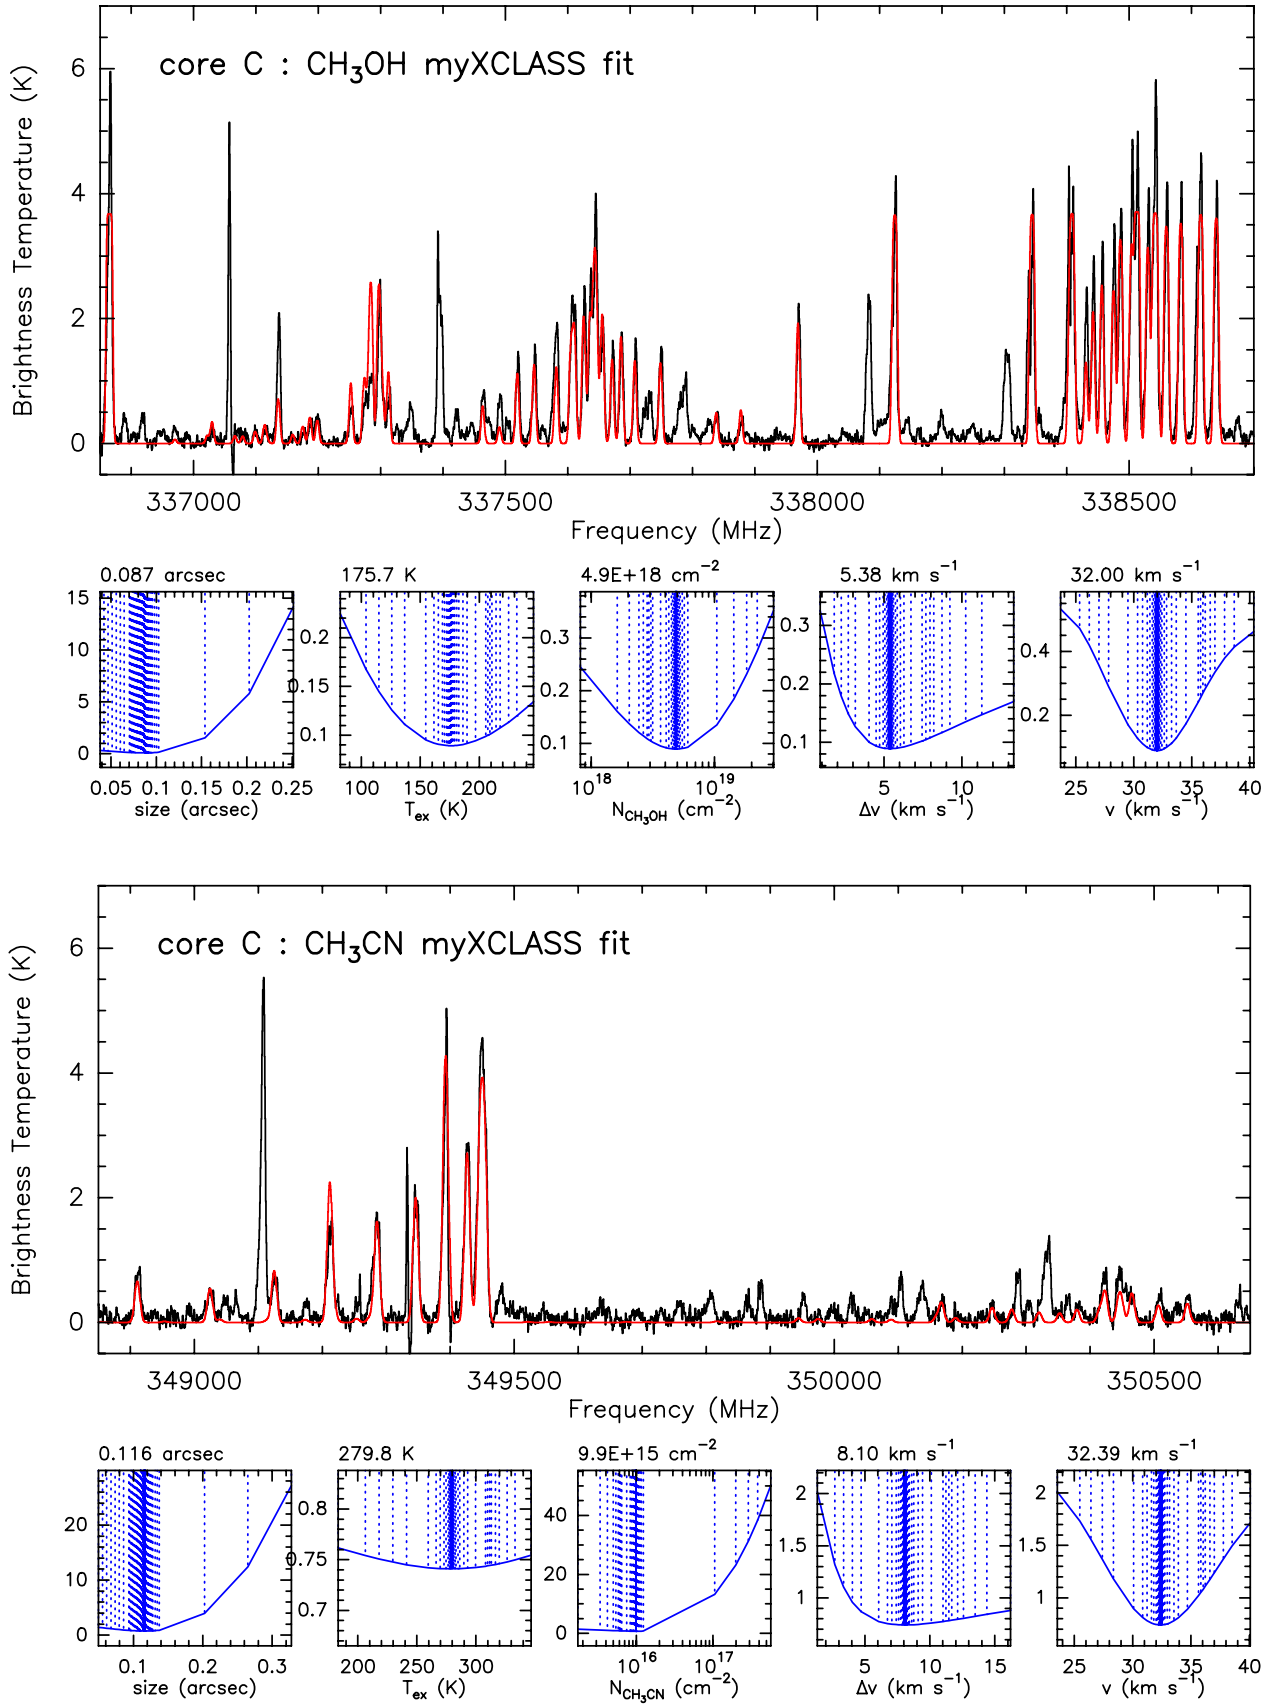 core C : CH₃OH myXCLASS fit
Brightness Temperature (K)
6
4
2
0
337000 337500 338000 338500
Frequency (MHz)
0.087 arcsec 175.7 K 4.9E+18 cm⁻² 5.38 km s⁻¹ 32.00 km s⁻¹
15
10
5
0
0.05 0.1 0.15 0.2 0.25
size (arcsec)
0.2
0.15
0.1
100 150 200
Tₑₓ (K)
0.3
0.2
0.1
10¹⁸ 10¹⁹
N_CH₃OH (cm⁻²)
0.3
0.2
0.1
5 10
Δv (km s⁻¹)
0.4
0.2
25 30 35 40
v (km s⁻¹)
core C : CH₃CN myXCLASS fit
Brightness Temperature (K)
6
4
2
0
349000 349500 350000 350500
Frequency (MHz)
0.116 arcsec 279.8 K 9.9E+15 cm⁻² 8.10 km s⁻¹ 32.39 km s⁻¹
20
10
0
0.1 0.2 0.3
size (arcsec)
0.8
0.75
0.7
200 250 300
Tₑₓ (K)
40
20
0
10¹⁶ 10¹⁷
N_CH₃CN (cm⁻²)
2
1.5
1
5 10 15
Δv (km s⁻¹)
2
1.5
1
25 30 35 40
v (km s⁻¹)